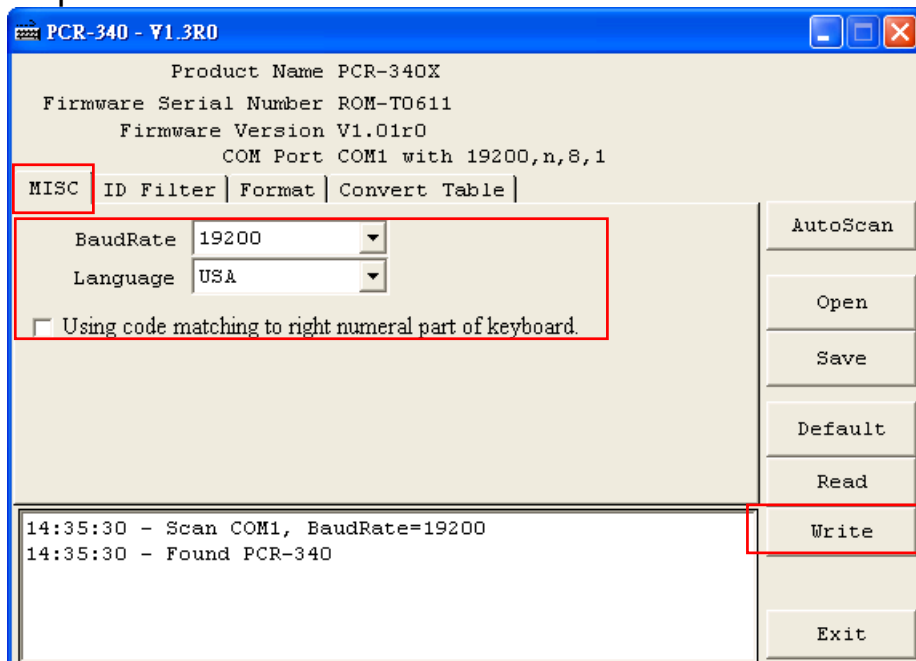 PCR-340 - V1.3R0
Product Name PCR-340X
Firmware Serial Number ROM-T0611
Firmware Version V1.01r0
COM Port COM1 with 19200,n,8,1
MISC ID Filter Format Convert Table
BaudRate 19200
Language USA
Using code matching to right numeral part of keyboard.
AutoScan
Open
Save
Default
Read
Write
Exit
14:35:30 - Scan COM1, BaudRate=19200
14:35:30 - Found PCR-340